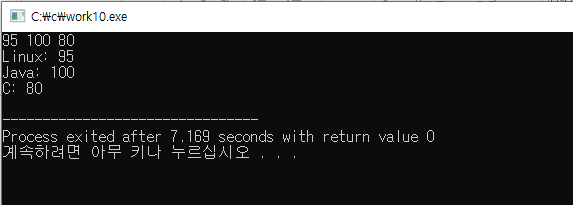 C:₩c₩work10.exe
95 100 80
Linux: 95
Java: 100
C: 80
--------------------------------
Process exited after 7.169 seconds with return value 0
계속하려면 아무 키나 누르십시오 . . .